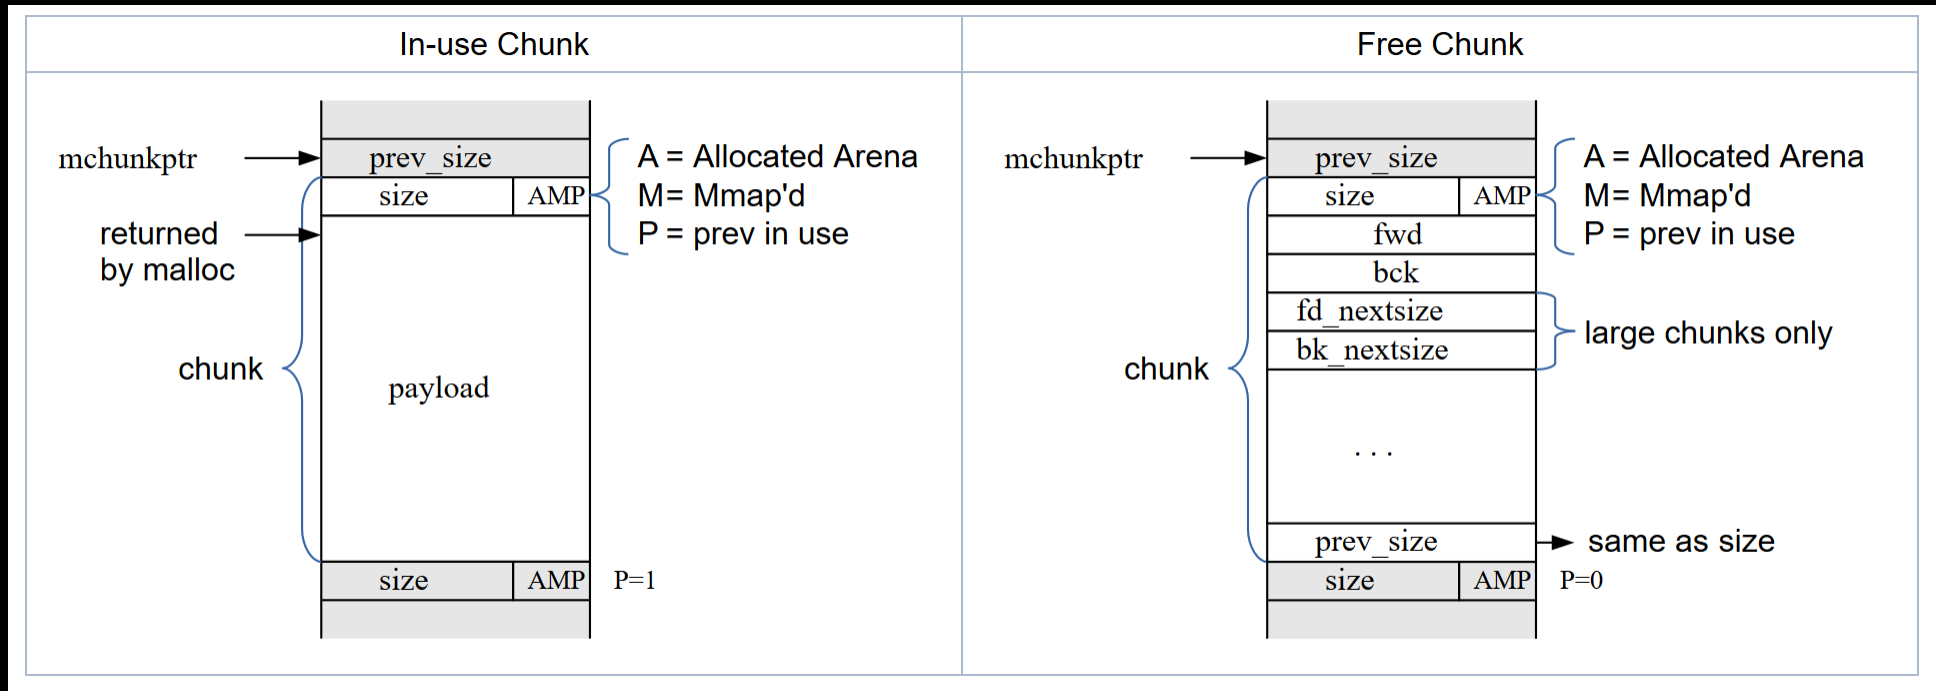 In-use Chunk
mchunkptr
prev_size
size
AMP
A = Allocated Arena
M= Mmap'd
P = prev in use
returned
by malloc
chunk
payload
size
AMP
P=1
Free Chunk
mchunkptr
prev_size
size
AMP
A = Allocated Arena
M= Mmap'd
P = prev in use
fwd
bck
fd_nextsize
bk_nextsize
large chunks only
chunk
. . .
prev_size
same as size
size
AMP
P=0